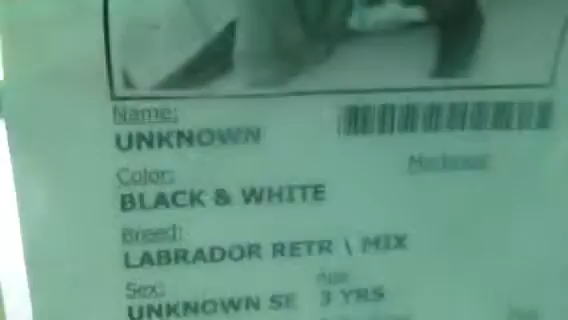 Name:
UNKNOWN
Color:
BLACK & WHITE
Breed:
LABRADOR RETR \ MIX
Sex:
Age
UNKNOWN SE 3 YRS